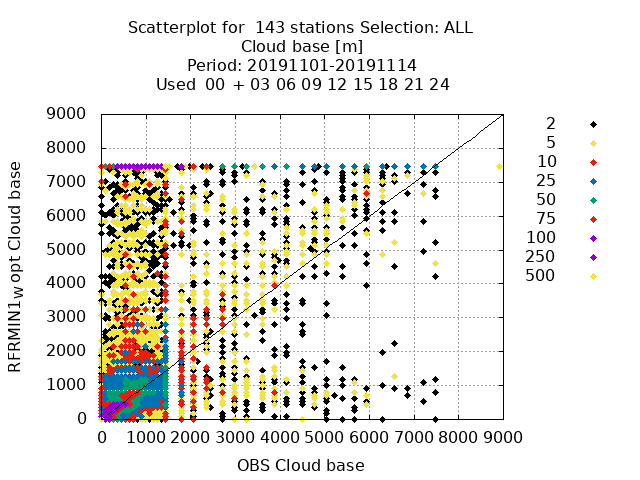 Scatterplot for  143 stations Selection: ALL
Cloud base [m]
Period: 20191101-20191114
Used  00 + 03 06 09 12 15 18 21 24
9000
8000
7000
6000
5000
4000
3000
2000
1000
0
RFRMIN1W opt Cloud base
0 1000 2000 3000 4000 5000 6000 7000 8000 9000
OBS Cloud base
2
5
10
25
50
75
100
250
500